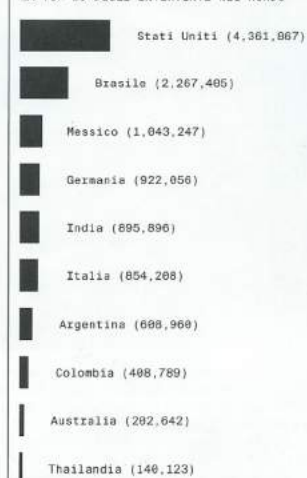 Stati Uniti (4,361,867)
Brasile (2,267,405)
Messico (1,043,247)
Germania (922,056)
India (895,896)
Italia (854,208)
Argentina (608,960)
Colombia (408,789)
Australia (202,642)
Thailandia (140,123)